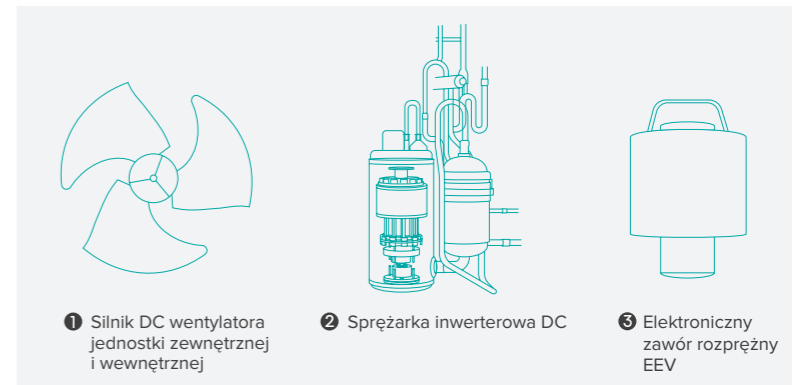 ❶ Silnik DC wentylatora
jednostki zewnętrznej
i wewnętrznej
❷ Sprężarka inwerterowa DC
❸ Elektroniczny
zawór rozprężny
EEV